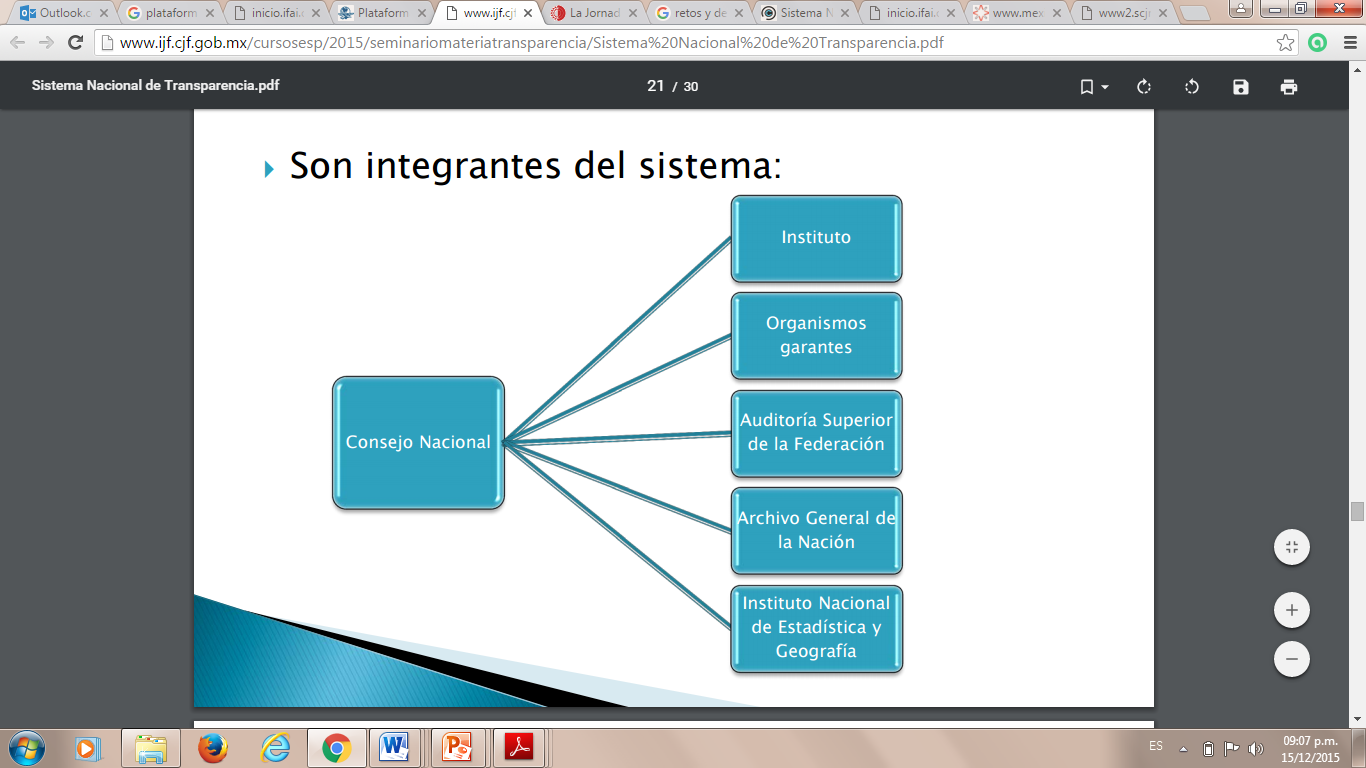 Outlook.c
plataform
inicio.ifai.c
Plataform
www.ijf.cjf
La Jornad
retos y de
Sistema N
inicio.ifai.
www.mex
www2.scjn
www.ijf.cjf.gob.mx/cursosesp/2015/seminariomateriatransparencia/Sistema%20Nacional%20de%20Transparencia.pdf
Sistema Nacional de Transparencia.pdf
21 / 30
Son integrantes del sistema:
Consejo Nacional
Instituto
Organismos
garantes
Auditoría Superior
de la Federación
Archivo General de
la Nación
Instituto Nacional
de Estadística y
Geografía
ES
09:07 p.m.
15/12/2015